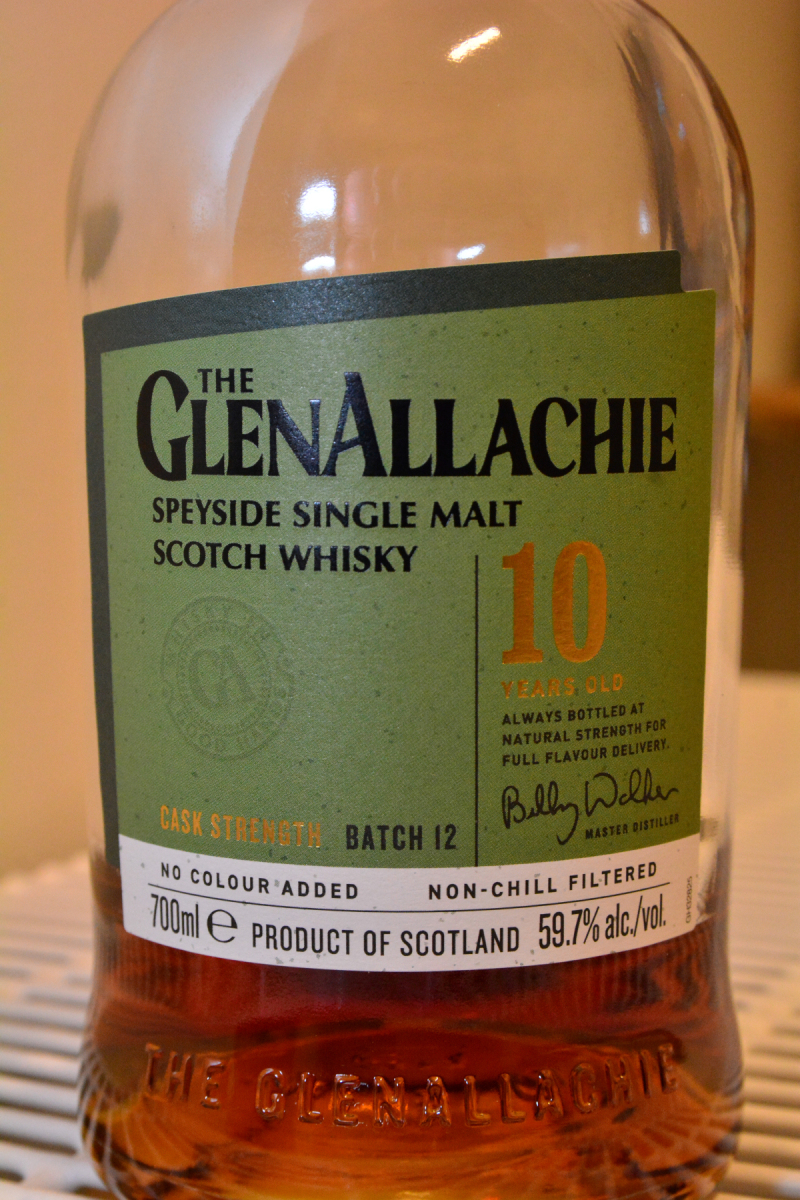 THE
GLENALLACHIE
SPEYSIDE SINGLE MALT
SCOTCH WHISKY
10
YEARS OLD
ALWAYS BOTTLED AT
NATURAL STRENGTH FOR
FULL FLAVOUR DELIVERY.
Billy Walker
MASTER DISTILLER
CASK STRENGTH BATCH 12
NO COLOUR ADDED NON-CHILL FILTERED
700ml e PRODUCT OF SCOTLAND 59.7% alc./vol.
THE GLENALLACHIE